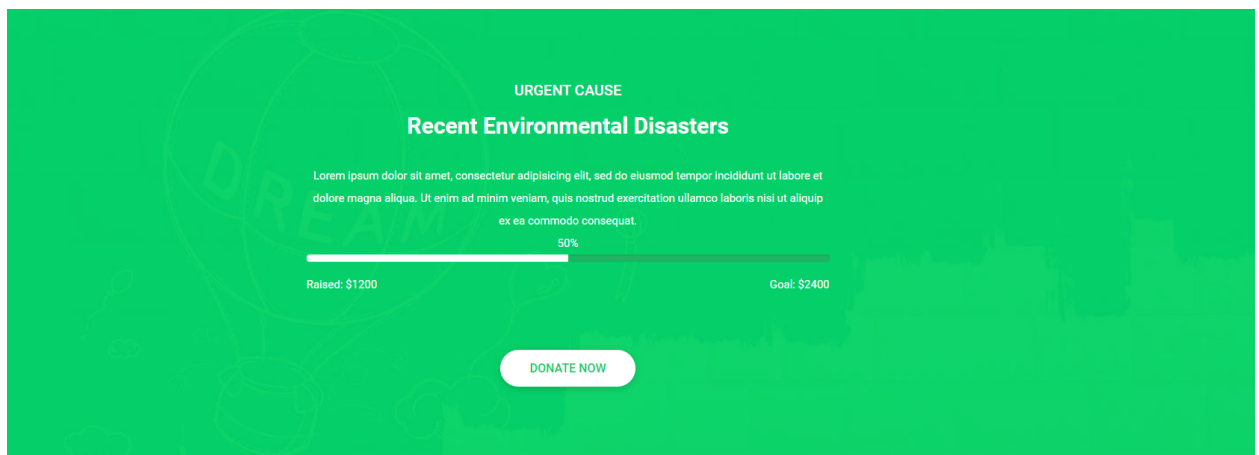 URGENT CAUSE
Recent Environmental Disasters
Lorem ipsum dolor sit amet, consectetur adipisicing elit, sed do eiusmod tempor incididunt ut labore et
dolore magna aliqua. Ut enim ad minim veniam, quis nostrud exercitation ullamco laboris nisi ut aliquip
ex ea commodo consequat.
DREAM
50%
Raised: $1200
Goal: $2400
DONATE NOW